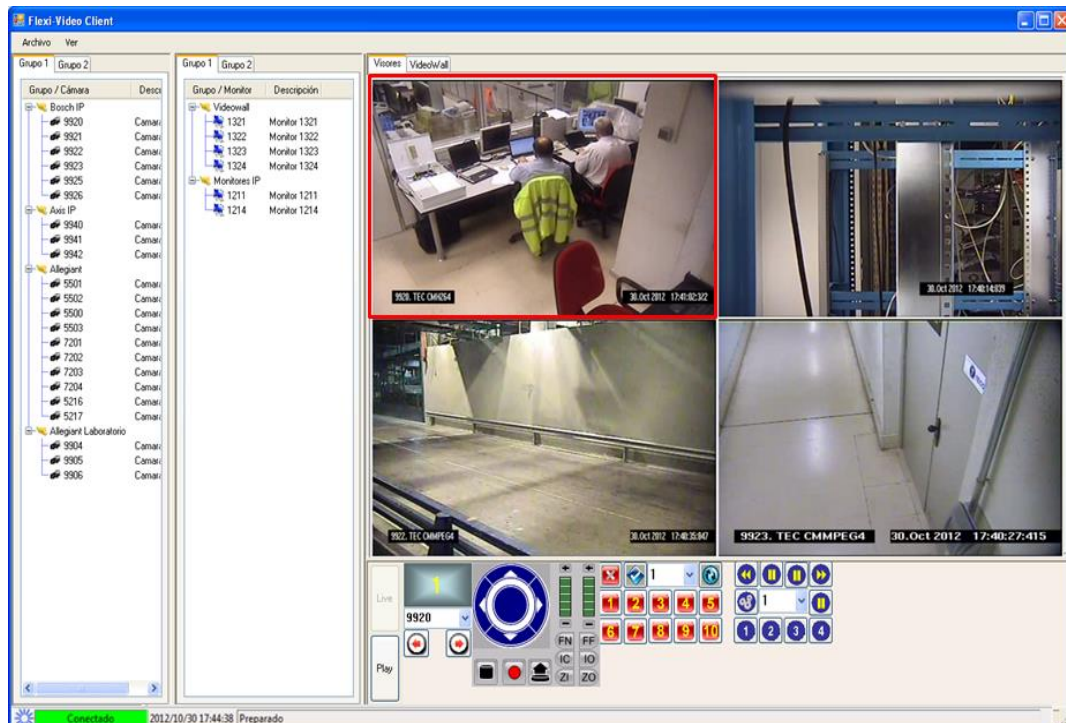 Flexi-Video Client
Archivo Ver
Grupo 1 Grupo 2
Grupo / Cámara Descr
Bosch IP
9920 Camara
9921 Camara
9922 Camara
9923 Camara
9925 Camara
9926 Camara
Axis IP
9940 Camara
9941 Camara
9942 Camara
Allegiant
5501 Camara
5502 Camara
5500 Camara
5503 Camara
7201 Camara
7202 Camara
7203 Camara
7204 Camara
5216 Camara
5217 Camara
Allegiant Laboratorio
9904 Camara
9905 Camara
9906 Camara
Grupo 1 Grupo 2
Grupo / Monitor Descripción
Videowall
1321 Monitor 1321
1322 Monitor 1322
1323 Monitor 1323
1324 Monitor 1324
Monitores IP
1211 Monitor 1211
1214 Monitor 1214
Visores VideoWall
9920, TEC CMH264 30.Oct 2012 17:41:02:322
30.Oct 2012 17:40:14:039
9922, TEC CMMPEG4 30.Oct 2012 17:40:35:047
9923, TEC CMMPEG4 30.Oct 2012 17:40:27:415
Live
1
9920
Play
FN FF
IC IO
ZI ZO
1
1 2 3 4 5
6 7 8 9 10
1
1 2 3 4
Conectado 2012/10/30 17:44:38 Preparado